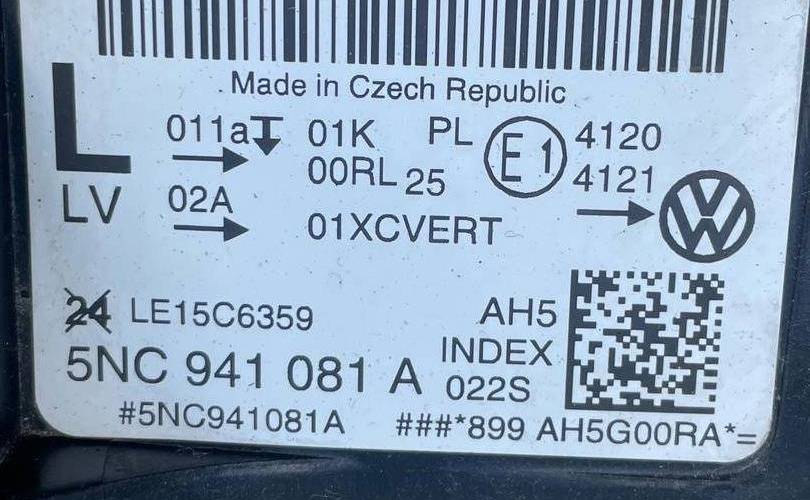 Made in Czech Republic
L 011a 01K PL E1 4120
00RL 25 4121
LV 02A
01XCVERT
24 LE15C6359 AH5
INDEX
5NC 941 081 A 022S
#5NC941081A ###*899 AH5G00RA*=